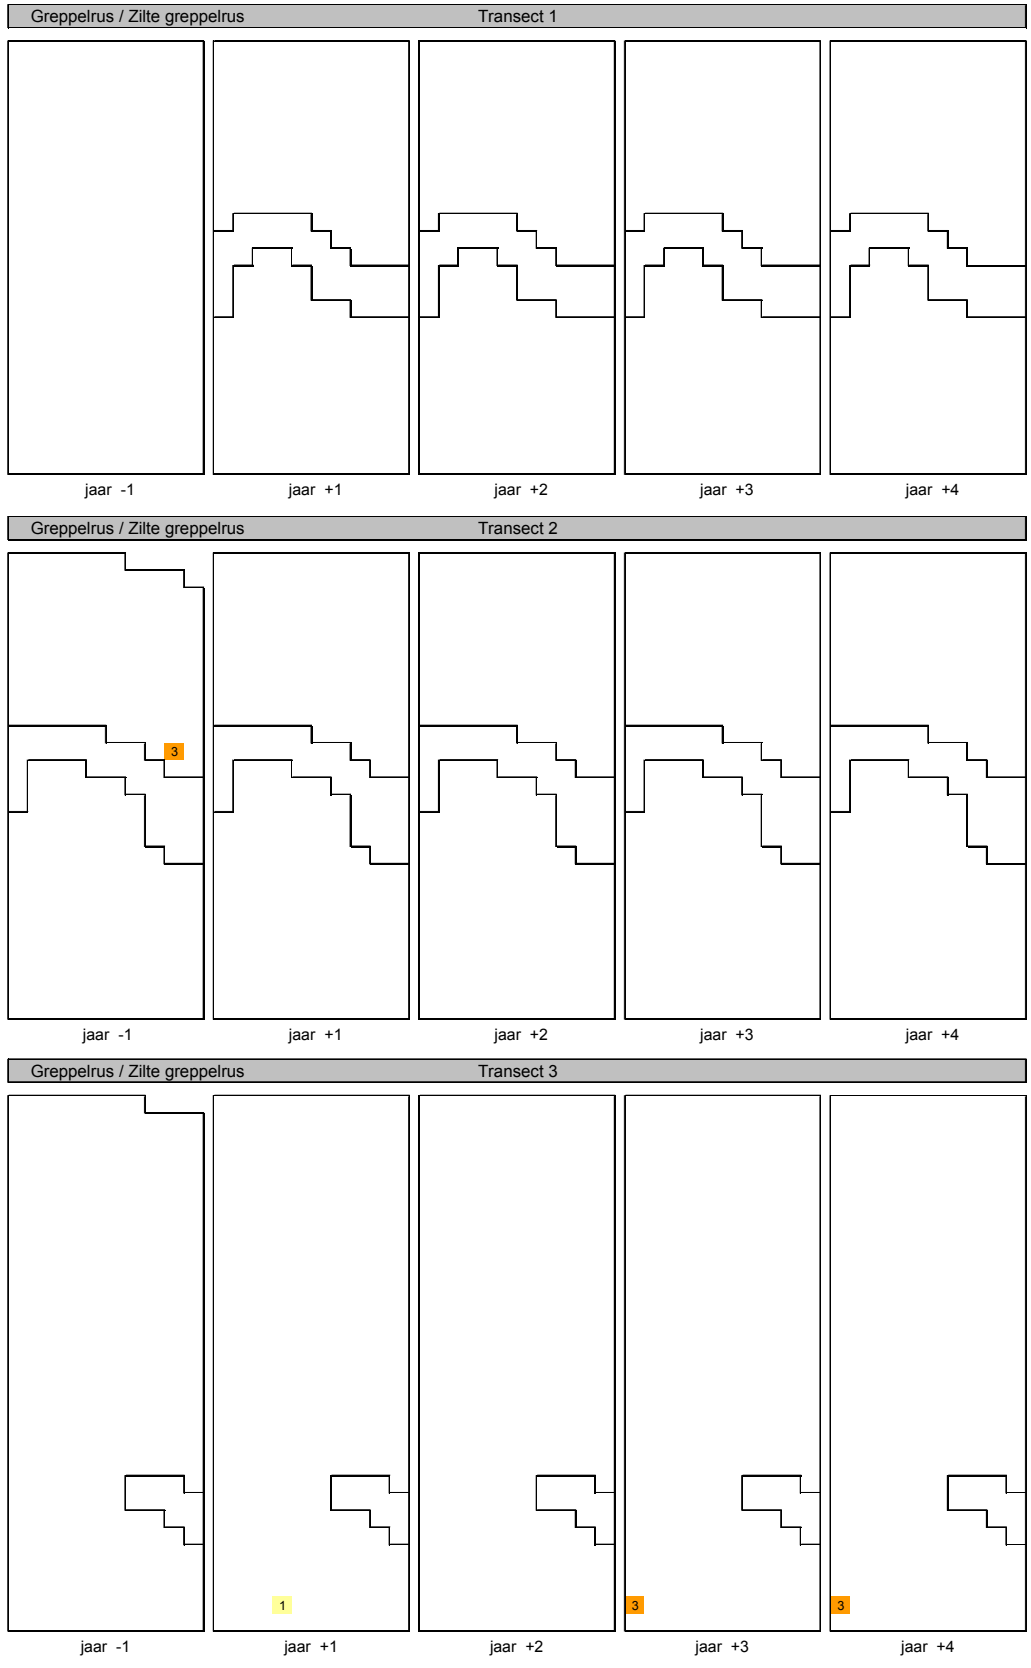 Greppelrus / Zilte greppelrus Transect 1
jaar -1 jaar +1 jaar +2 jaar +3 jaar +4
Greppelrus / Zilte greppelrus Transect 2
3
jaar -1 jaar +1 jaar +2 jaar +3 jaar +4
Greppelrus / Zilte greppelrus Transect 3
1 3 3
jaar -1 jaar +1 jaar +2 jaar +3 jaar +4